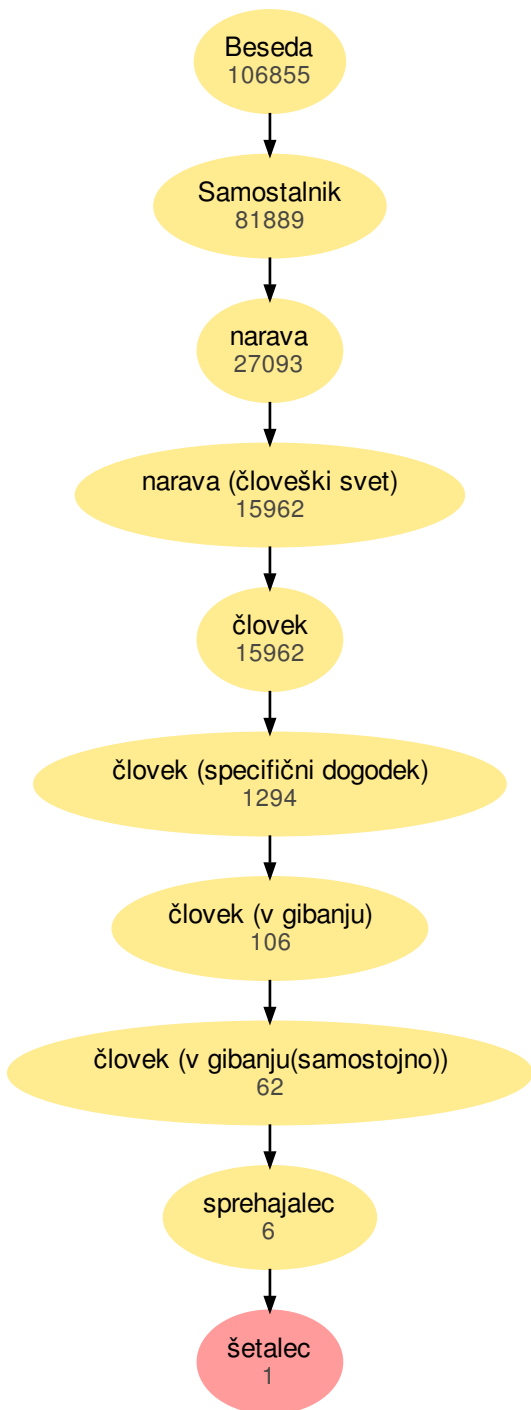 Beseda
106855
Samostalnik
81889
narava
27093
narava (človeški svet)
15962
človek
15962
človek (specifični dogodek)
1294
človek (v gibanju)
106
človek (v gibanju(samostojno))
62
sprehajalec
6
šetalec
1